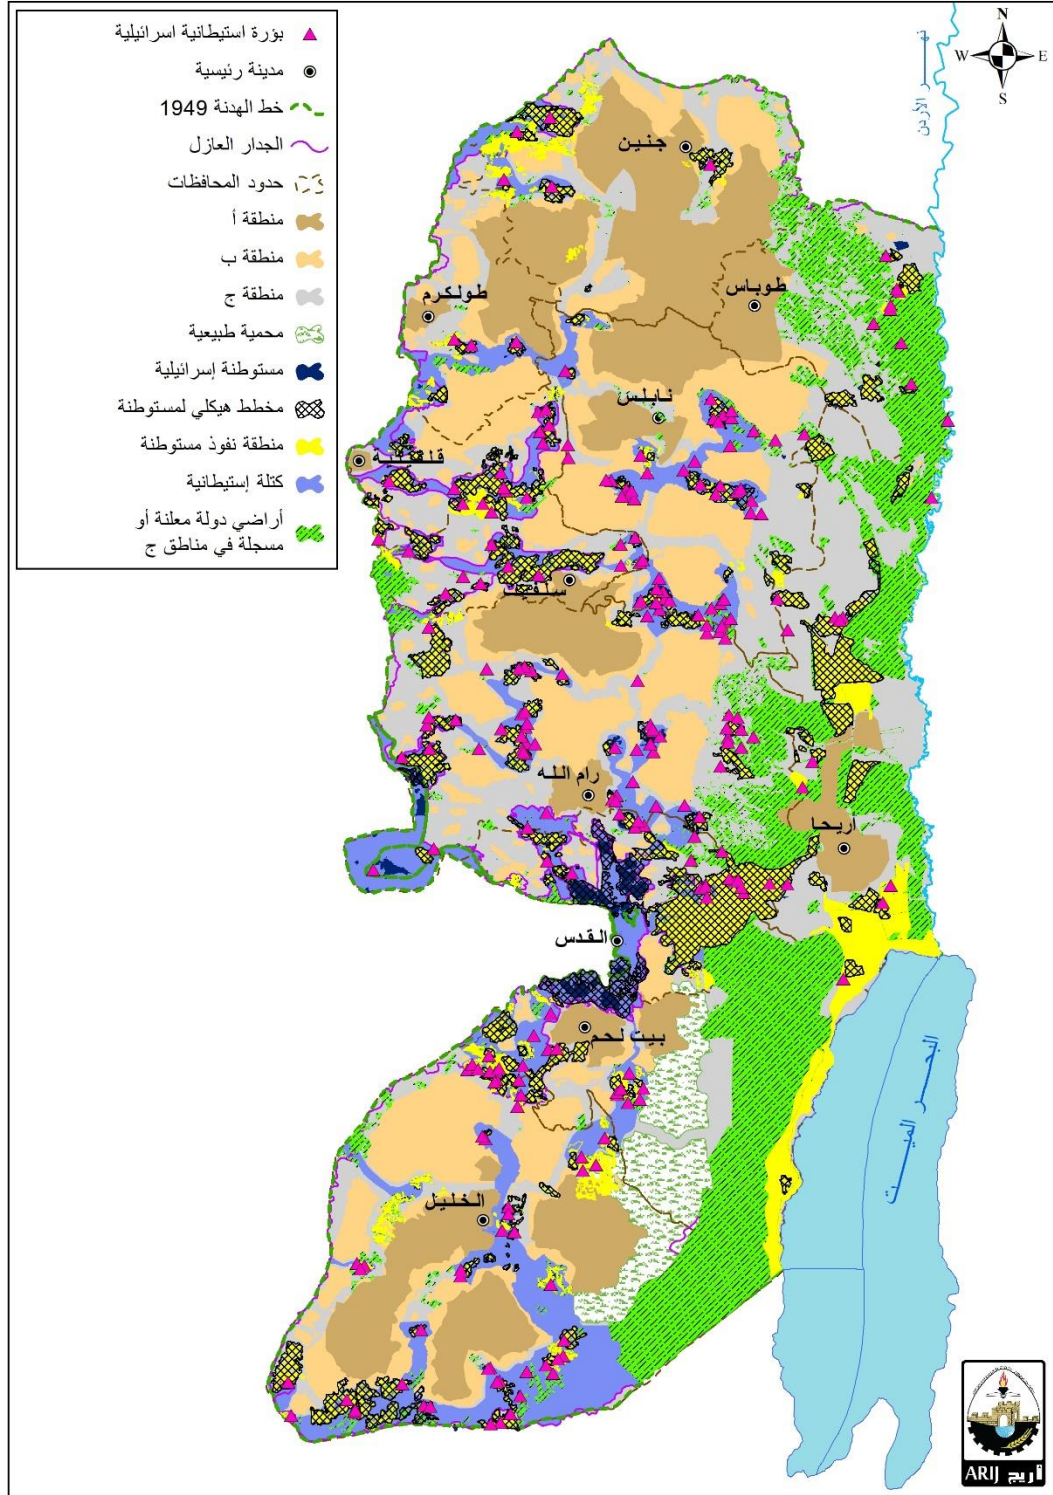 بؤرة استيطانية اسرائيلية
مدينة رئيسية
خط الهدنة 1949
الجدار العازل
حدود المحافظات
منطقة أ
منطقة ب
منطقة ج
محمية طبيعية
مستوطنة إسرائيلية
مخطط هيكلي لمستوطنة
منطقة نفوذ مستوطنة
كتلة إستيطانية
أراضي دولة معلنة أو
مسجلة في مناطق ج
N
W
E
S
نهر الأردن
جنين
طوباس
طولكرم
نابلس
قلقيلية
سلفيت
رام الله
اريحا
القدس
بيت لحم
الخليل
البحر الميت
ARIJ أريج